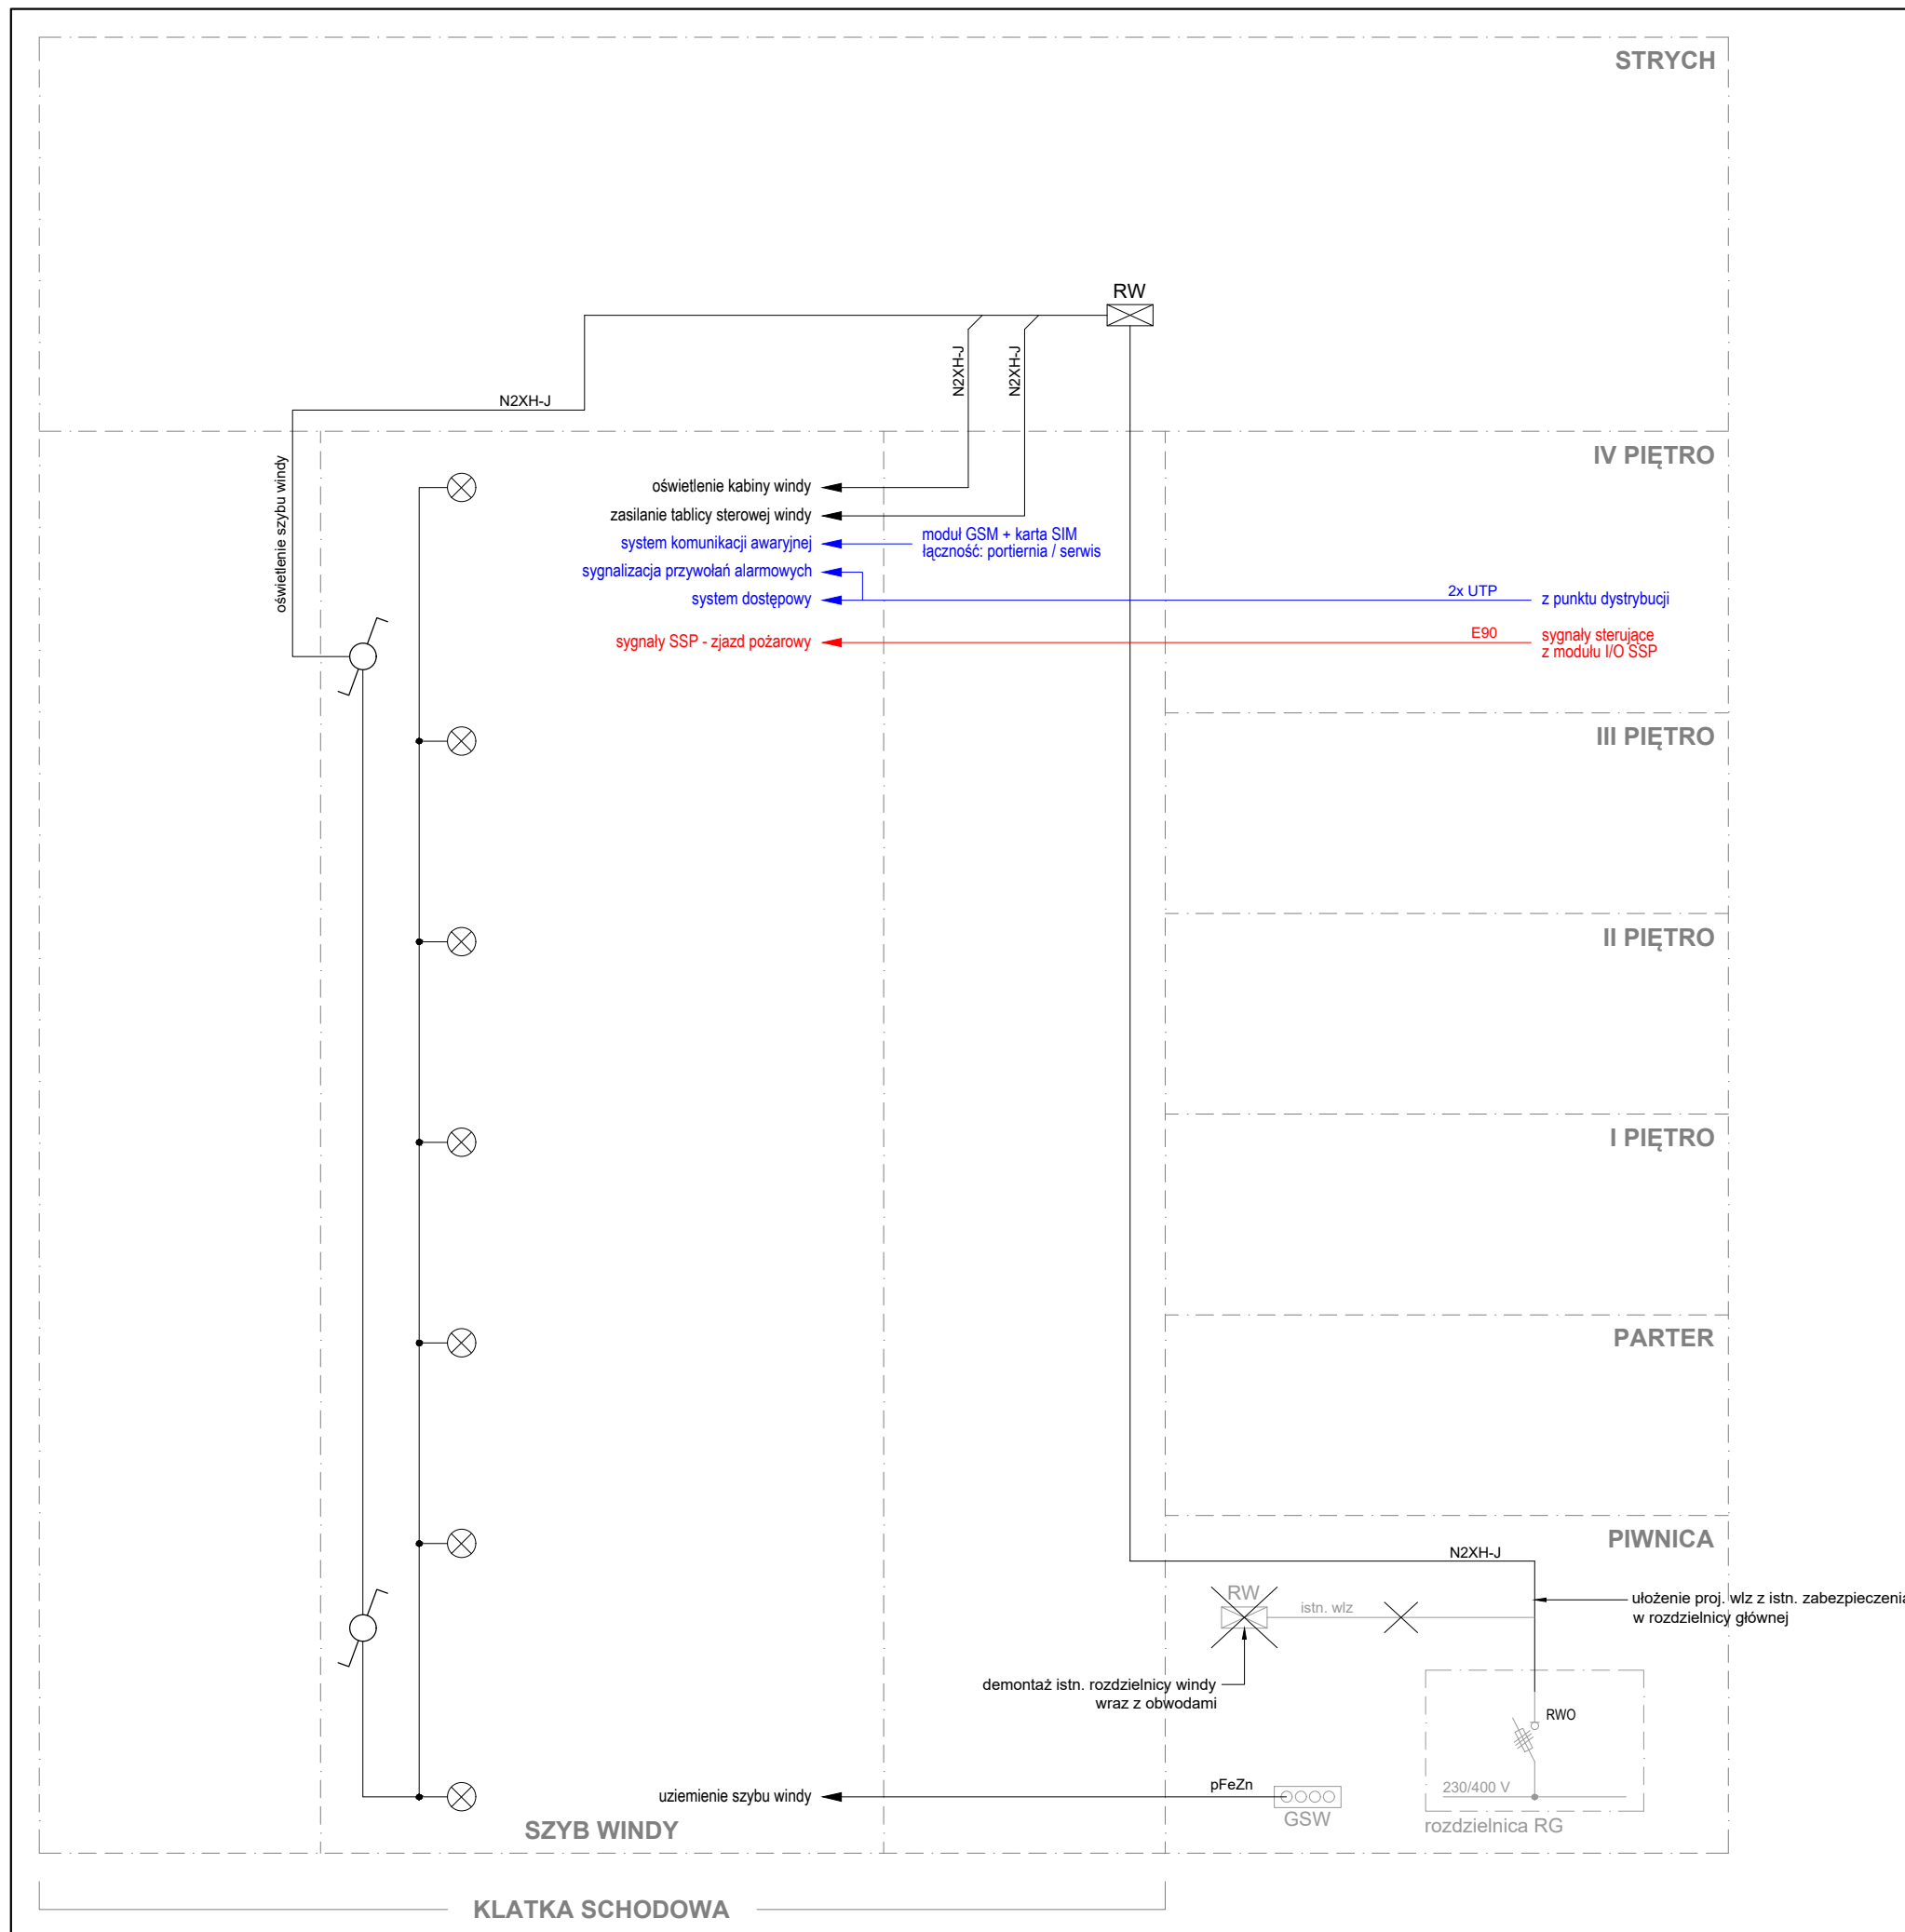 STRYCH
RW
N2XH-J
N2XH-J
N2XH-J
oświetlenie szybu windy
IV PIĘTRO
oświetlenie kabiny windy
zasilanie tablicy sterowej windy
system komunikacji awaryjnej
moduł GSM + karta SIM
łączność: portiernia / serwis
sygnalizacja przywołań alarmowych
system dostępowy
2x UTP
z punktu dystrybucji
sygnały SSP - zjazd pożarowy
E90
sygnały sterujące
z modułu I/O SSP
III PIĘTRO
II PIĘTRO
I PIĘTRO
PARTER
PIWNICA
N2XH-J
RW
istn. wlz
ułożenie proj. wlz z istn. zabezpieczenia
w rozdzielnicy głównej
demontaż istn. rozdzielnicy windy
wraz z obwodami
RWO
230/400 V
rozdzielnica RG
pFeZn
GSW
uziemienie szybu windy
SZYB WINDY
KLATKA SCHODOWA